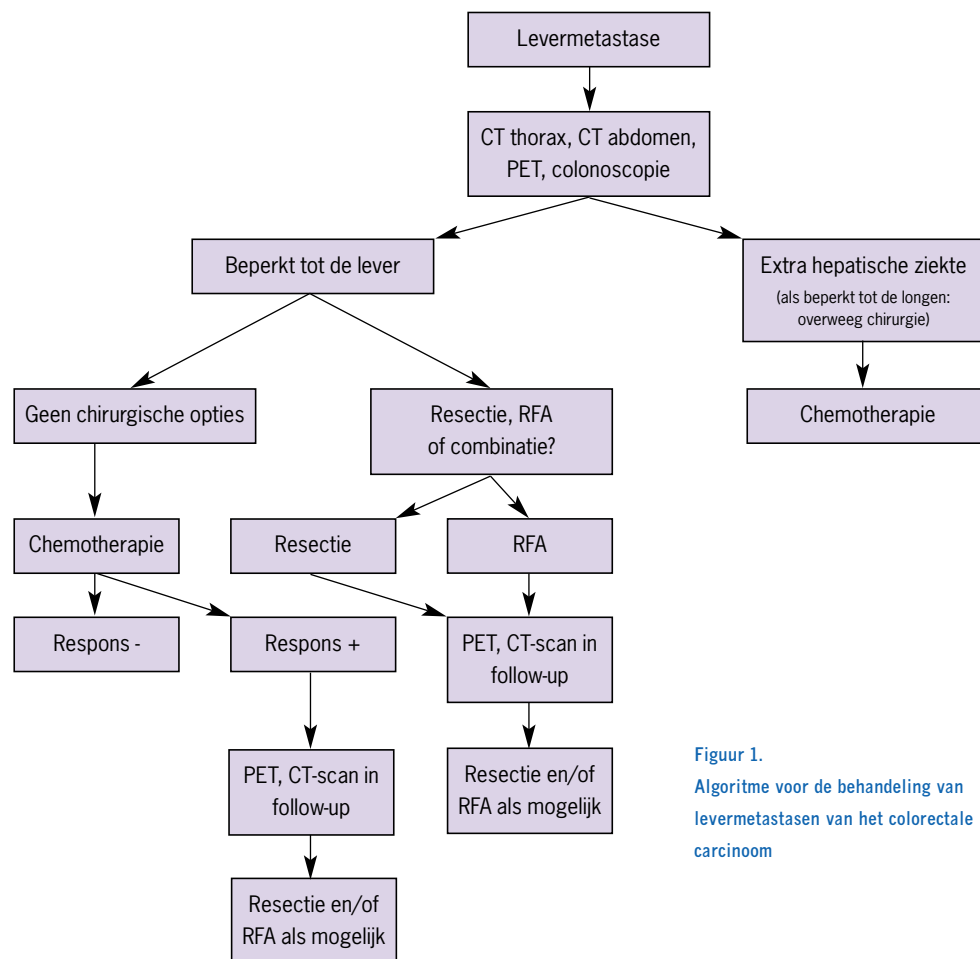 Levermetastase
CT thorax, CT abdomen,
PET, colonoscopie
Beperkt tot de lever
Extra hepatische ziekte
(als beperkt tot de longen:
overweeg chirurgie)
Geen chirurgische opties
Resectie, RFA
of combinatie?
Chemotherapie
Chemotherapie
Resectie
RFA
Respons -
Respons +
PET, CT-scan in
follow-up
PET, CT-scan in
follow-up
Resectie en/of
RFA als mogelijk
Resectie en/of
RFA als mogelijk
Figuur 1.
Algoritme voor de behandeling van
levermetastasen van het colorectale
carcinoom